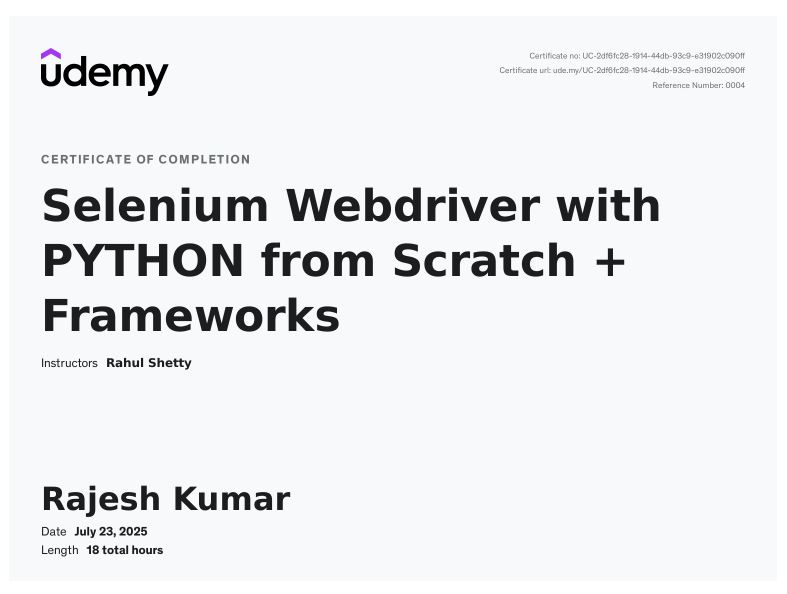 udemy
Certificate no: UC-2df6fc28-1914-44db-93c9-e31902c090ff
Certificate url: ude.my/UC-2df6fc28-1914-44db-93c9-e31902c090ff
Reference Number: 0004
CERTIFICATE OF COMPLETION
Selenium Webdriver with
PYTHON from Scratch +
Frameworks
Instructors Rahul Shetty
Rajesh Kumar
Date July 23, 2025
Length 18 total hours